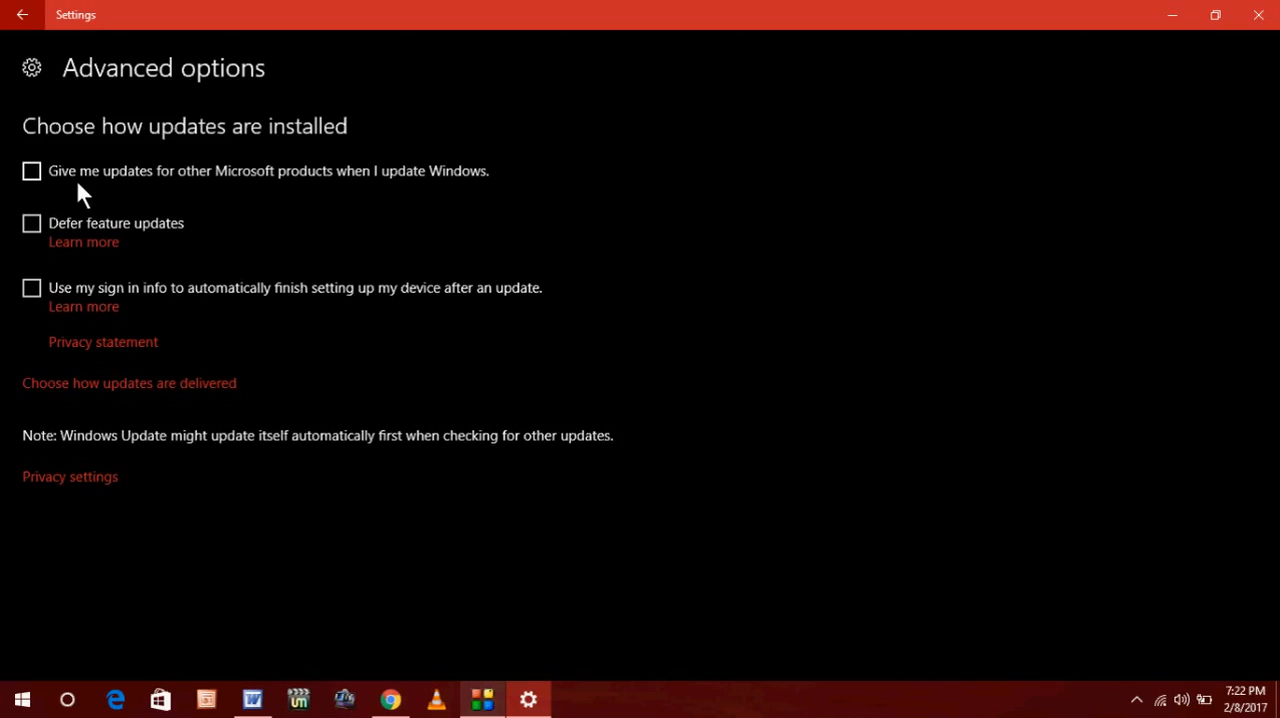 Settings
Advanced options
Choose how updates are installed
Give me updates for other Microsoft products when I update Windows.
Defer feature updates
Learn more
Use my sign in info to automatically finish setting up my device after an update.
Learn more
Privacy statement
Choose how updates are delivered
Note: Windows Update might update itself automatically first when checking for other updates.
Privacy settings
7:22 PM
2/8/2017